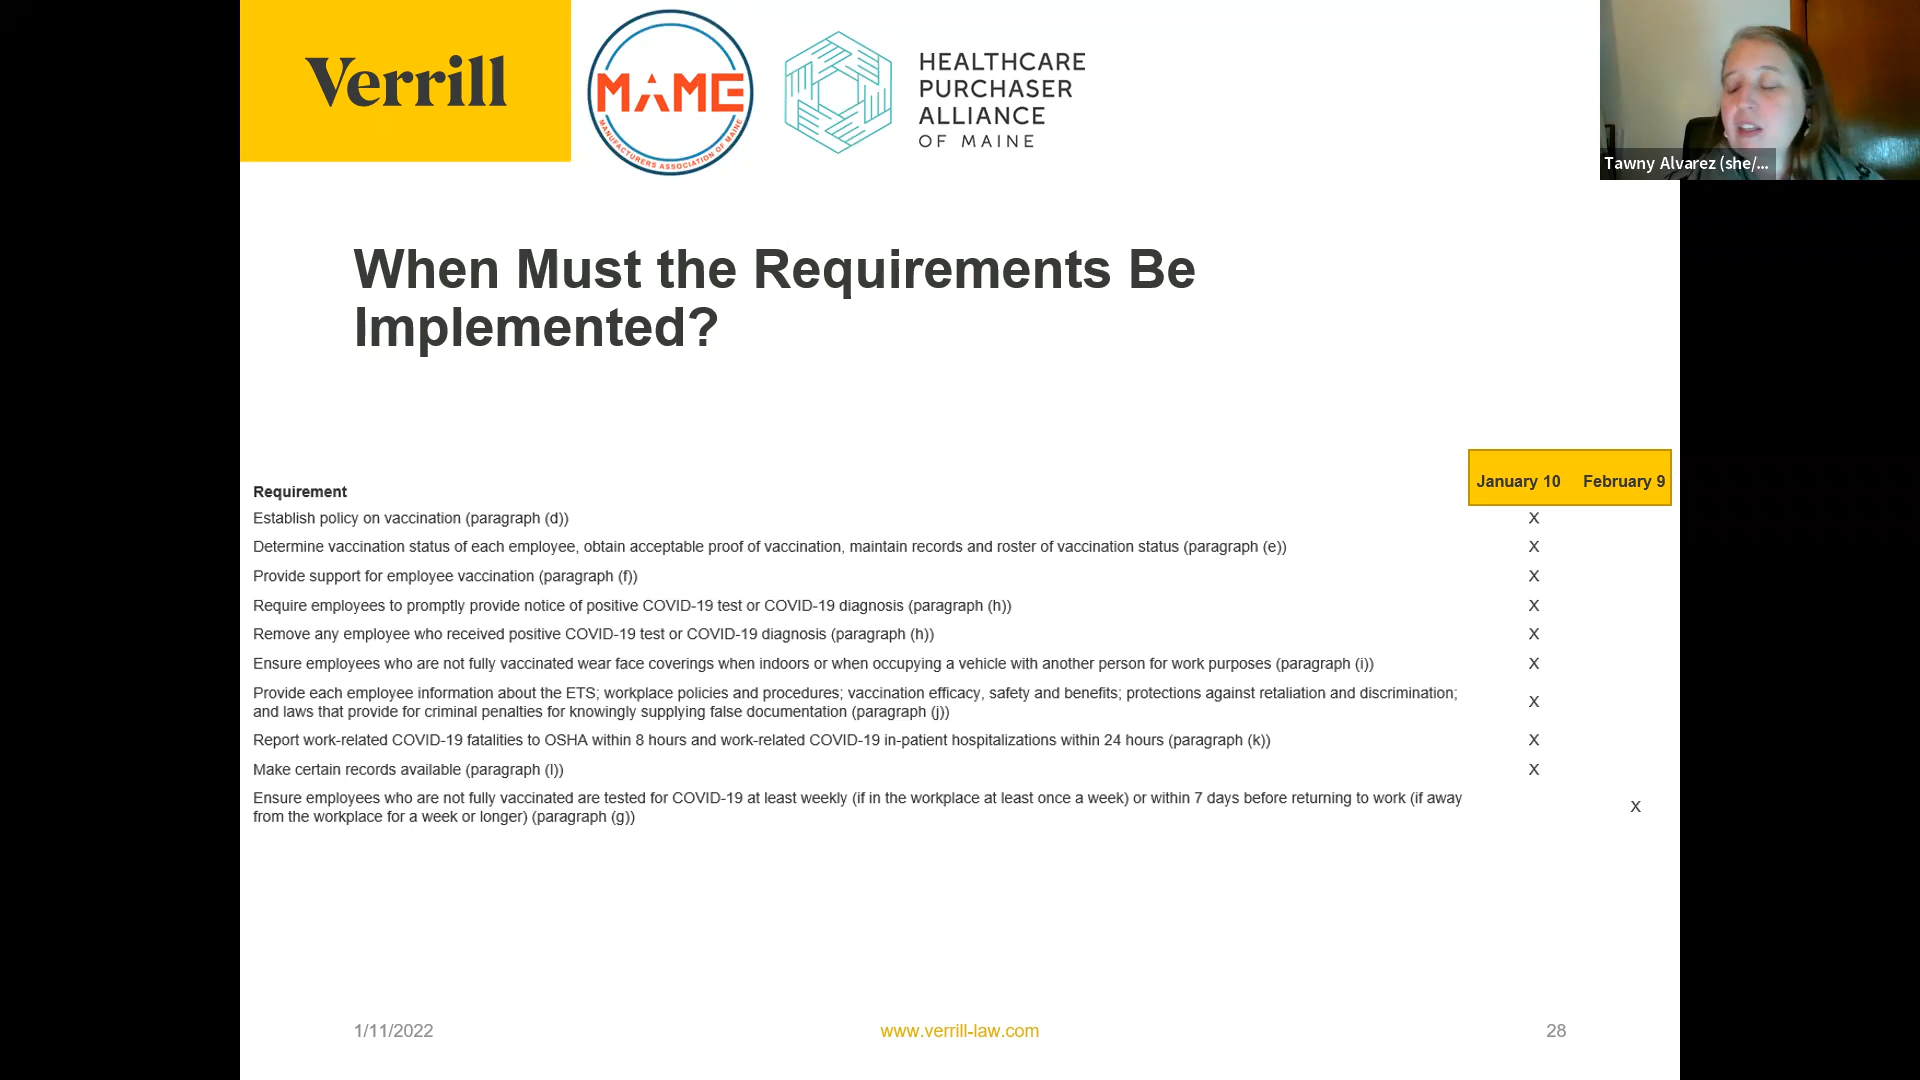 Verrill
MAME
MANUFACTURERS ASSOCIATION OF MAINE
HEALTHCARE
PURCHASER
ALLIANCE
OF MAINE
Tawny Alvarez (she/...
When Must the Requirements Be
Implemented?
January 10 February 9
Requirement
Establish policy on vaccination (paragraph (d)) X
Determine vaccination status of each employee, obtain acceptable proof of vaccination, maintain records and roster of vaccination status (paragraph (e)) X
Provide support for employee vaccination (paragraph (f)) X
Require employees to promptly provide notice of positive COVID-19 test or COVID-19 diagnosis (paragraph (h)) X
Remove any employee who received positive COVID-19 test or COVID-19 diagnosis (paragraph (h)) X
Ensure employees who are not fully vaccinated wear face coverings when indoors or when occupying a vehicle with another person for work purposes (paragraph (i)) X
Provide each employee information about the ETS; workplace policies and procedures; vaccination efficacy, safety and benefits; protections against retaliation and discrimination;
and laws that provide for criminal penalties for knowingly supplying false documentation (paragraph (j)) X
Report work-related COVID-19 fatalities to OSHA within 8 hours and work-related COVID-19 in-patient hospitalizations within 24 hours (paragraph (k)) X
Make certain records available (paragraph (l)) X
Ensure employees who are not fully vaccinated are tested for COVID-19 at least weekly (if in the workplace at least once a week) or within 7 days before returning to work (if away
from the workplace for a week or longer) (paragraph (g)) X
1/11/2022 www.verrill-law.com 28